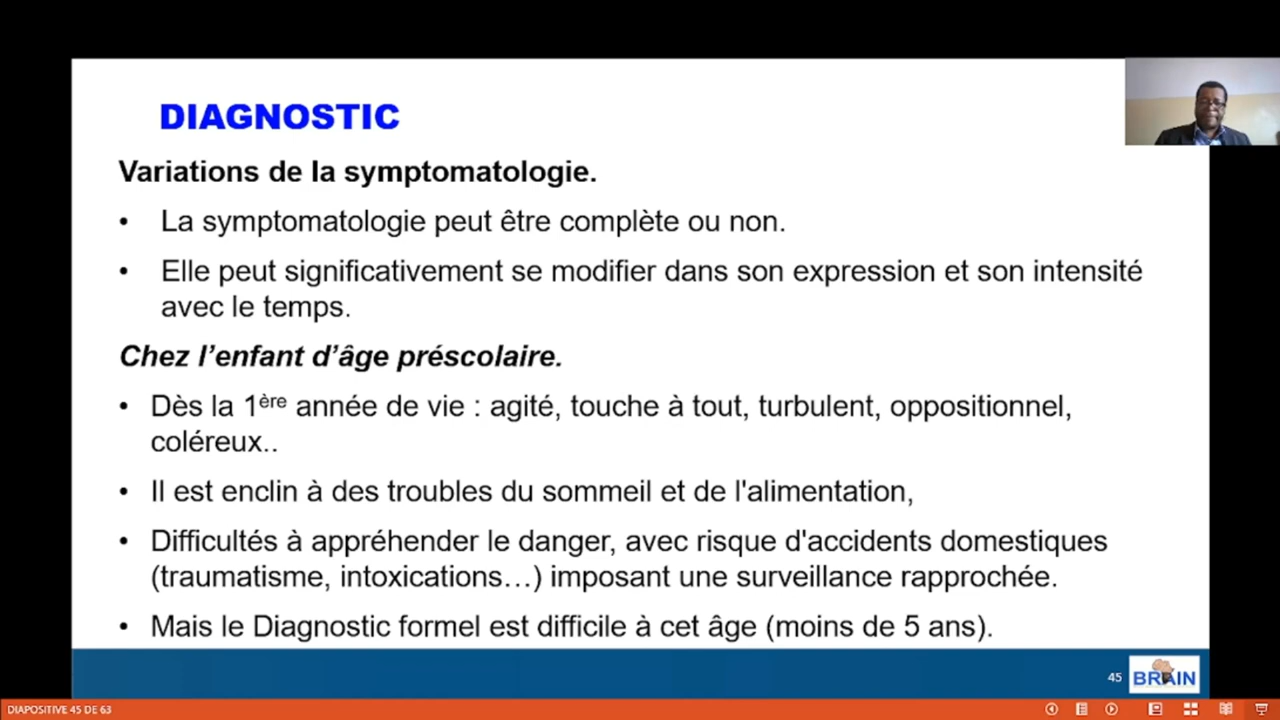 DIAGNOSTIC
Variations de la symptomatologie.
• La symptomatologie peut être complète ou non.
• Elle peut significativement se modifier dans son expression et son intensité
avec le temps.
Chez l’enfant d’âge préscolaire.
• Dès la 1ère année de vie : agité, touche à tout, turbulent, oppositionnel,
coléreux..
• Il est enclin à des troubles du sommeil et de l'alimentation,
• Difficultés à appréhender le danger, avec risque d'accidents domestiques
(traumatisme, intoxications…) imposant une surveillance rapprochée.
• Mais le Diagnostic formel est difficile à cet âge (moins de 5 ans).
45
BRAIN
DIAPOSITIVE 45 DE 63